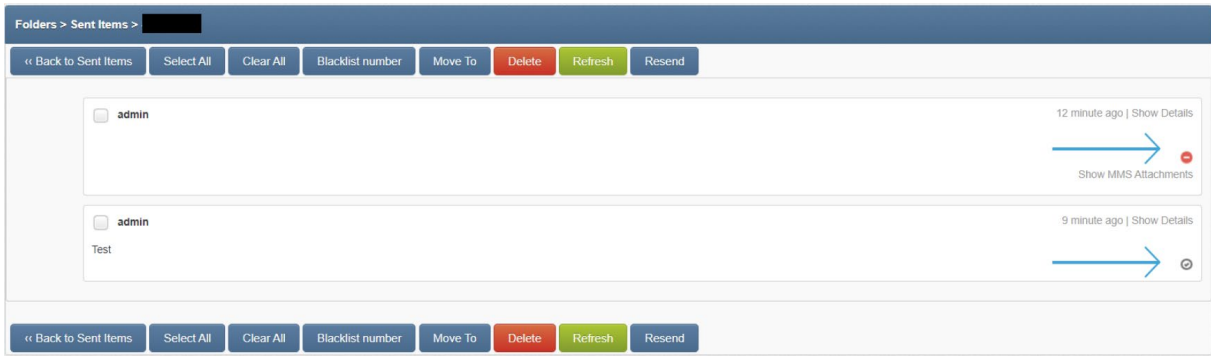 Folders > Sent Items >
‹‹ Back to Sent Items Select All Clear All Blacklist number Move To Delete Refresh Resend
admin 12 minute ago | Show Details
Show MMS Attachments
admin 9 minute ago | Show Details
Test
‹‹ Back to Sent Items Select All Clear All Blacklist number Move To Delete Refresh Resend